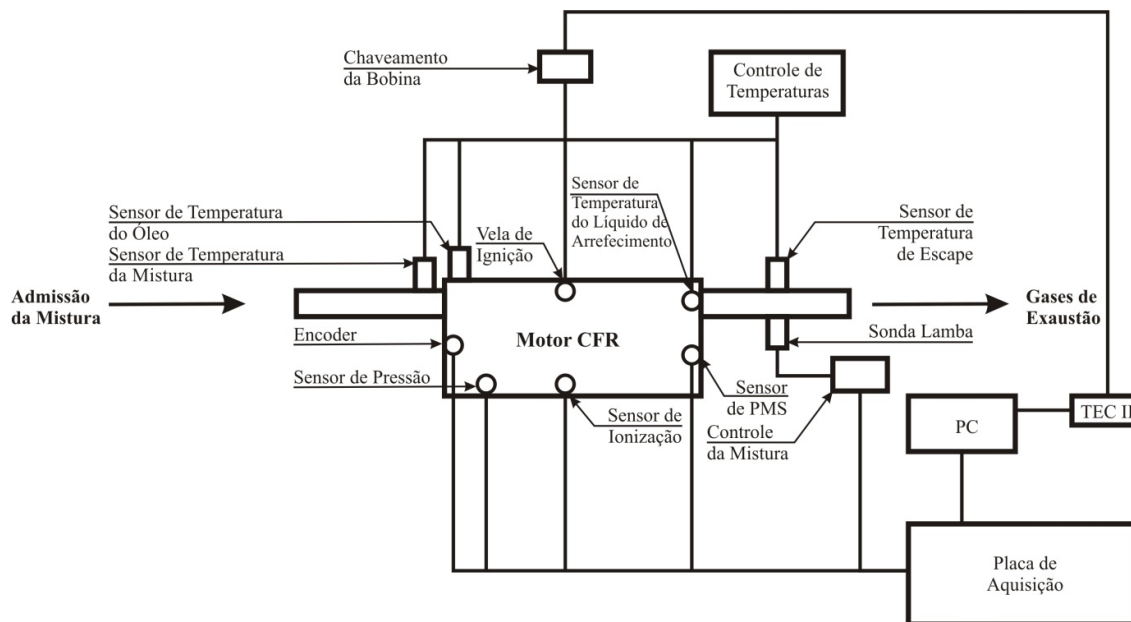 Chaveamento
da Bobina
Controle de
Temperaturas
Sensor de Temperatura
do Óleo
Sensor de Temperatura
da Mistura
Vela de
Ignição
Sensor de
Temperatura
do Líquido de
Arrefecimento
Sensor de
Temperatura
de Escape
Admissão
da Mistura
Gases de
Exaustão
Encoder
Motor CFR
Sonda Lamba
Sensor de Pressão
Sensor de
Ionização
Sensor
de PMS
Controle
da Mistura
PC
TEC II
Placa de
Aquisição